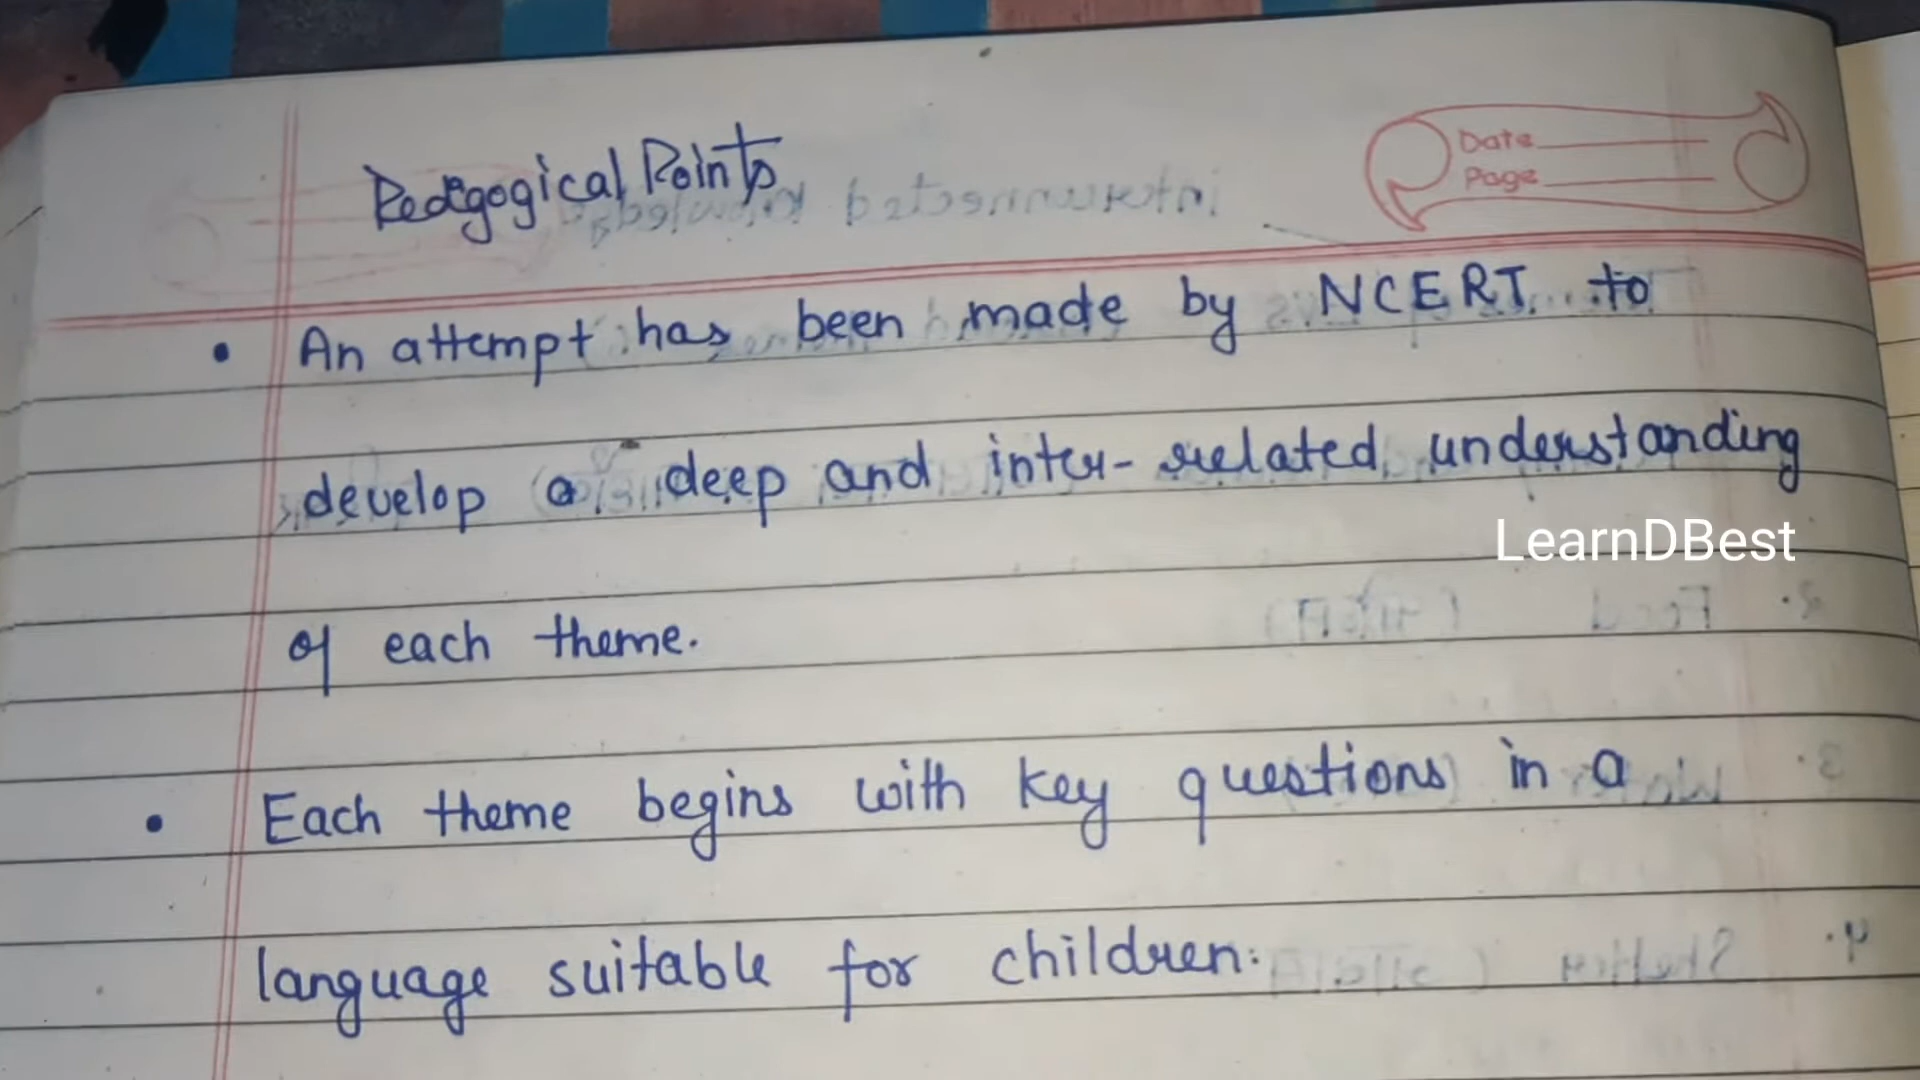 Pedagogical Points
Date
Page
• An attempt has been made by NCERT to
develop a deep and inter-related understanding
LearnDBest
of each theme.
• Each theme begins with key questions in a
language suitable for children.